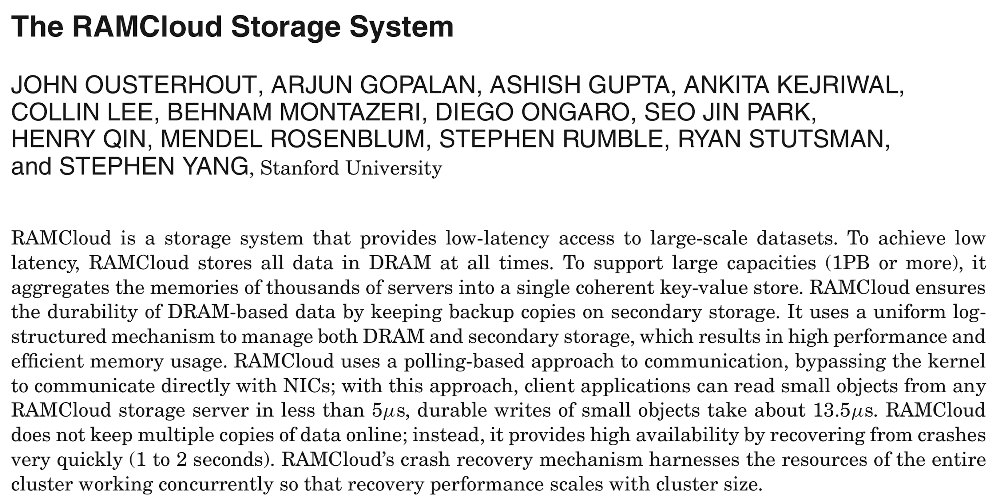 The RAMCloud Storage System
JOHN OUSTERHOUT, ARJUN GOPALAN, ASHISH GUPTA, ANKITA KEJRIWAL,
COLLIN LEE, BEHNAM MONTAZERI, DIEGO ONGARO, SEO JIN PARK,
HENRY QIN, MENDEL ROSENBLUM, STEPHEN RUMBLE, RYAN STUTSMAN,
and STEPHEN YANG, Stanford University
RAMCloud is a storage system that provides low-latency access to large-scale datasets. To achieve low
latency, RAMCloud stores all data in DRAM at all times. To support large capacities (1PB or more), it
aggregates the memories of thousands of servers into a single coherent key-value store. RAMCloud ensures
the durability of DRAM-based data by keeping backup copies on secondary storage. It uses a uniform log-
structured mechanism to manage both DRAM and secondary storage, which results in high performance and
efficient memory usage. RAMCloud uses a polling-based approach to communication, bypassing the kernel
to communicate directly with NICs; with this approach, client applications can read small objects from any
RAMCloud storage server in less than 5μs, durable writes of small objects take about 13.5μs. RAMCloud
does not keep multiple copies of data online; instead, it provides high availability by recovering from crashes
very quickly (1 to 2 seconds). RAMCloud’s crash recovery mechanism harnesses the resources of the entire
cluster working concurrently so that recovery performance scales with cluster size.